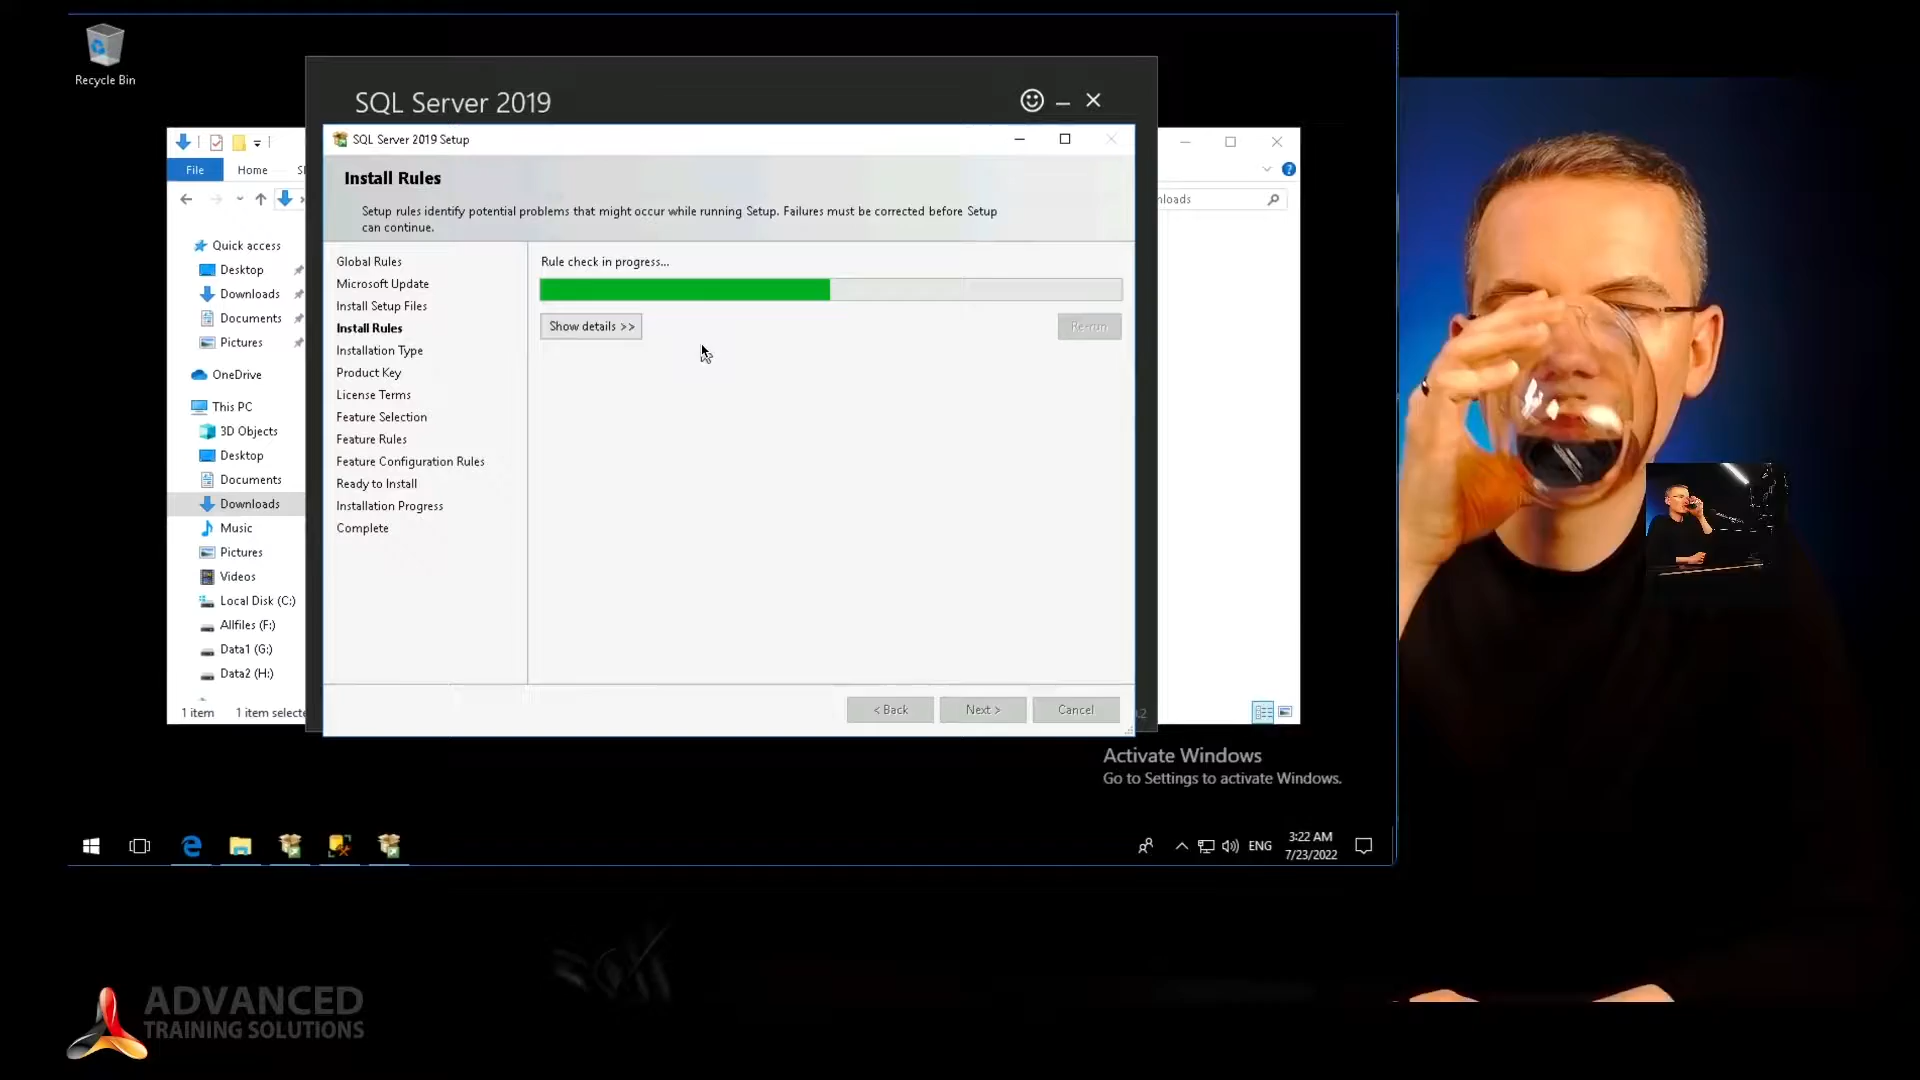 Recycle Bin
SQL Server 2019
SQL Server 2019 Setup
Install Rules
Setup rules identify potential problems that might occur while running Setup. Failures must be corrected before Setup
can continue.
Global Rules
Microsoft Update
Install Setup Files
Install Rules
Installation Type
Product Key
License Terms
Feature Selection
Feature Rules
Feature Configuration Rules
Ready to Install
Installation Progress
Complete
Rule check in progress...
Show details >>
Re-run
< Back
Next >
Cancel
File
Home
Quick access
Desktop
Downloads
Documents
Pictures
OneDrive
This PC
3D Objects
Desktop
Documents
Downloads
Music
Pictures
Videos
Local Disk (C:)
Allfiles (F:)
Data1 (G:)
Data2 (H:)
1 item
1 item selecte
Activate Windows
Go to Settings to activate Windows.
ENG
3:22 AM
7/23/2022
ADVANCED
TRAINING SOLUTIONS